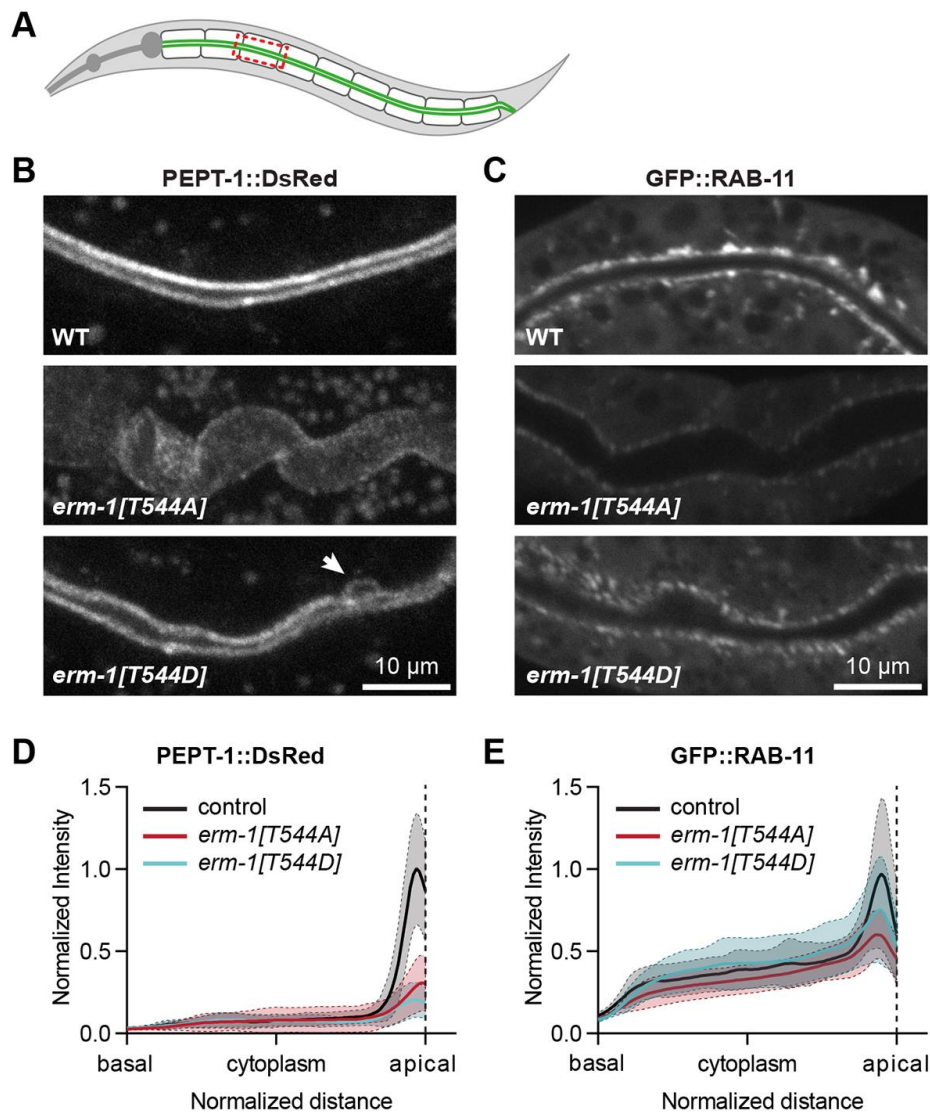 A
B
PEPT-1::DsRed
WT
erm-1[T544A]
erm-1[T544D]
10 µm
C
GFP::RAB-11
WT
erm-1[T544A]
erm-1[T544D]
10 µm
D
PEPT-1::DsRed
Normalized Intensity
1.5
1.0
0.5
0.0
control
erm-1[T544A]
erm-1[T544D]
basal
cytoplasm
apical
Normalized distance
E
GFP::RAB-11
Normalized Intensity
1.5
1.0
0.5
0.0
control
erm-1[T544A]
erm-1[T544D]
basal
cytoplasm
apical
Normalized distance